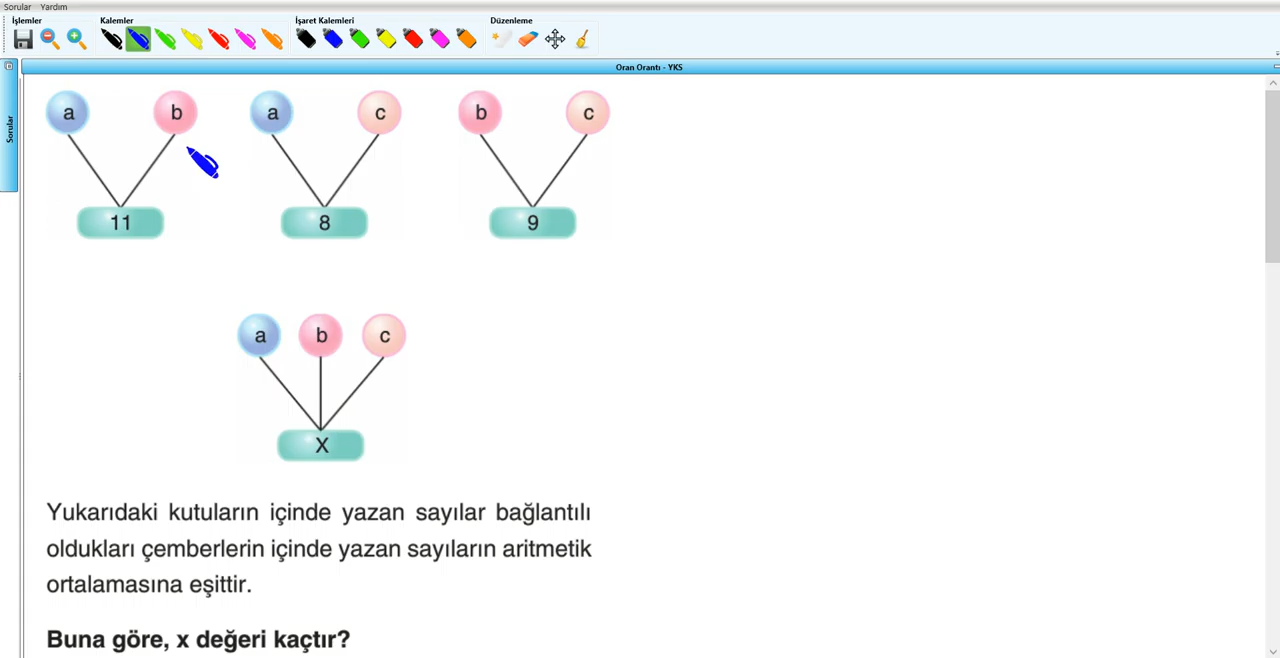 Sorular Yardım
İşlemler Kalemler İşaret Kalemleri Düzenleme
Oran Orantı - YKS
Sorular
a b a c b c
11 8 9
a b c
X
Yukarıdaki kutuların içinde yazan sayılar bağlantılı
oldukları çemberlerin içinde yazan sayıların aritmetik
ortalamasına eşittir.
Buna göre, x değeri kaçtır?